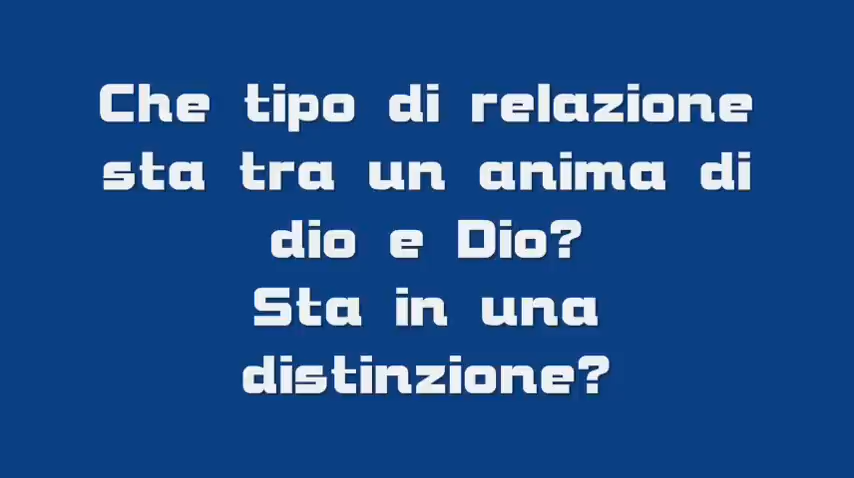 Che tipo di relazione
sta tra un anima di
dio e Dio?
Sta in una
distinzione?